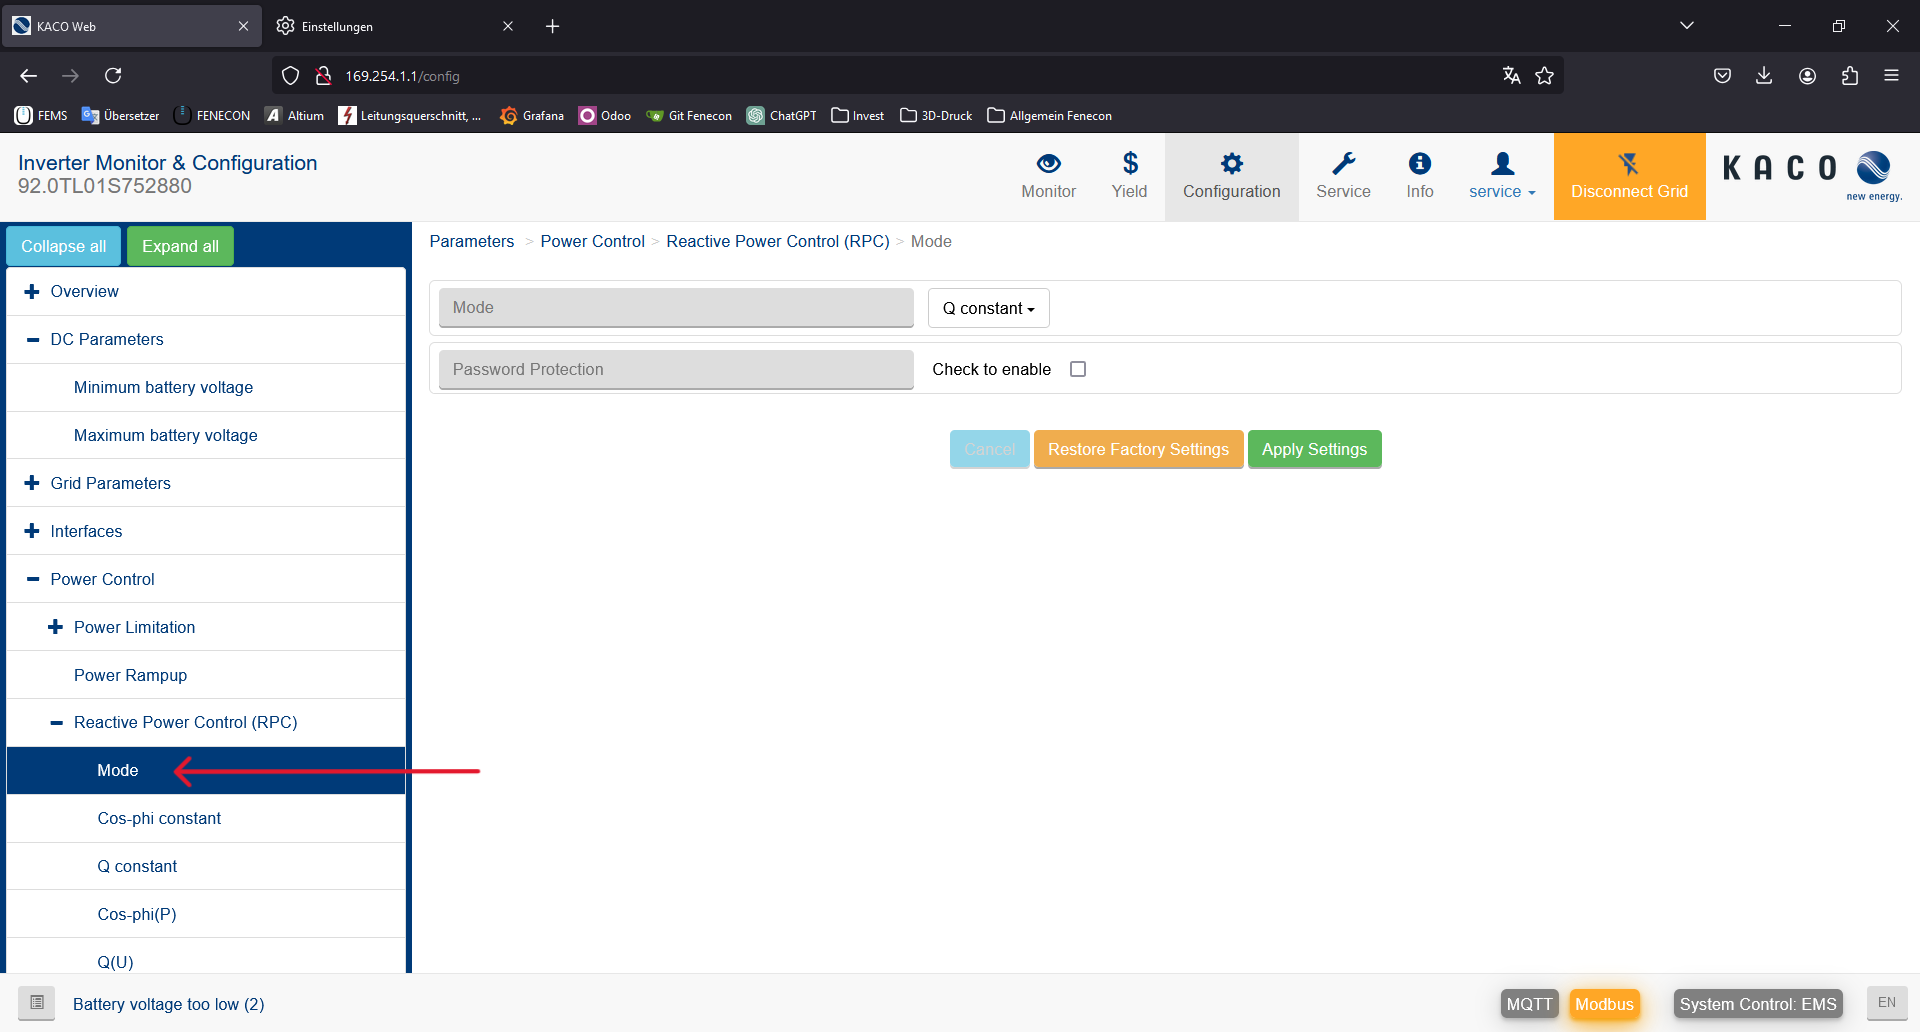 KACO Web
Einstellungen
169.254.1.1/config
FEMS
Übersetzer
FENECON
Altium
Leitungsquerschnitt, ...
Grafana
Odoo
Git Fenecon
ChatGPT
Invest
3D-Druck
Allgemein Fenecon
Inverter Monitor & Configuration
92.0TL01S752880
Monitor
Yield
Configuration
Service
Info
service
Disconnect Grid
KACO
new energy.
Collapse all
Expand all
Parameters > Power Control > Reactive Power Control (RPC) > Mode
Overview
DC Parameters
Minimum battery voltage
Maximum battery voltage
Grid Parameters
Interfaces
Power Control
Power Limitation
Power Rampup
Reactive Power Control (RPC)
Mode
Cos-phi constant
Q constant
Cos-phi(P)
Q(U)
Mode
Q constant
Password Protection
Check to enable
Cancel
Restore Factory Settings
Apply Settings
Battery voltage too low (2)
MQTT
Modbus
System Control: EMS
EN